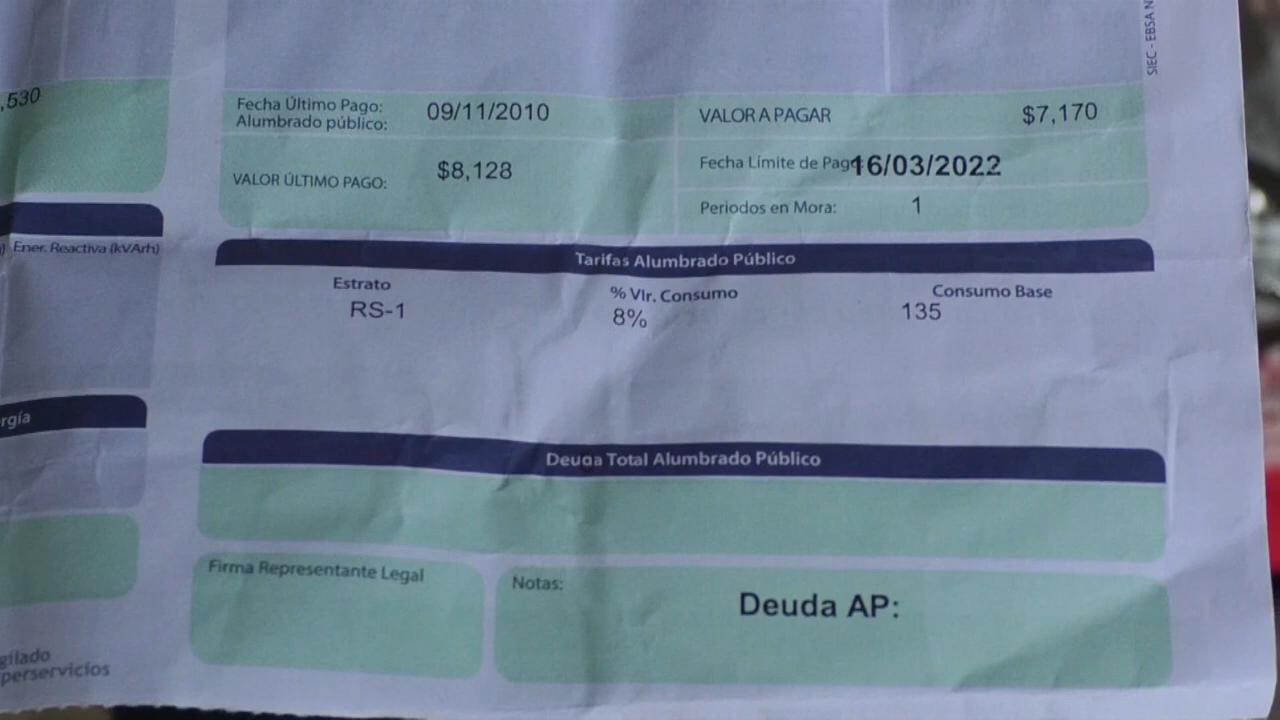 ,530
Fecha Último Pago:
Alumbrado público:
09/11/2010
VALOR ÚLTIMO PAGO:
$8,128
VALOR A PAGAR
$7,170
Fecha Límite de Pago
16/03/2022
Periodos en Mora:
1
SIEC - EBSA N
Ener. Reactiva (kVArh)
Tarifas Alumbrado Público
Estrato
RS-1
% Vlr. Consumo
8%
Consumo Base
135
rgía
Deuda Total Alumbrado Público
Firma Representante Legal
Notas:
Deuda AP:
gilado
perservicios